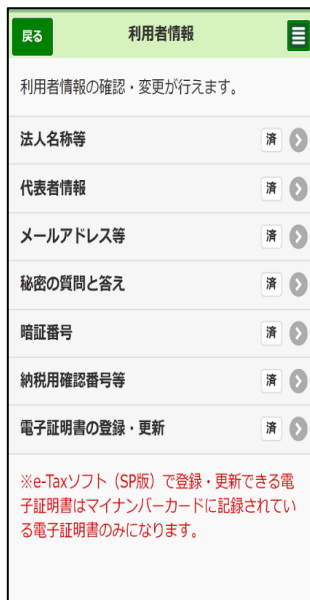 戻る
利用者情報
利用者情報の確認・変更が行えます。
法人名称等 済
代表者情報 済
メールアドレス等 済
秘密の質問と答え 済
暗証番号 済
納税用確認番号等 済
電子証明書の登録・更新 済
※e-Taxソフト（SP版）で登録・更新できる電
子証明書はマイナンバーカードに記録されてい
る電子証明書のみになります。